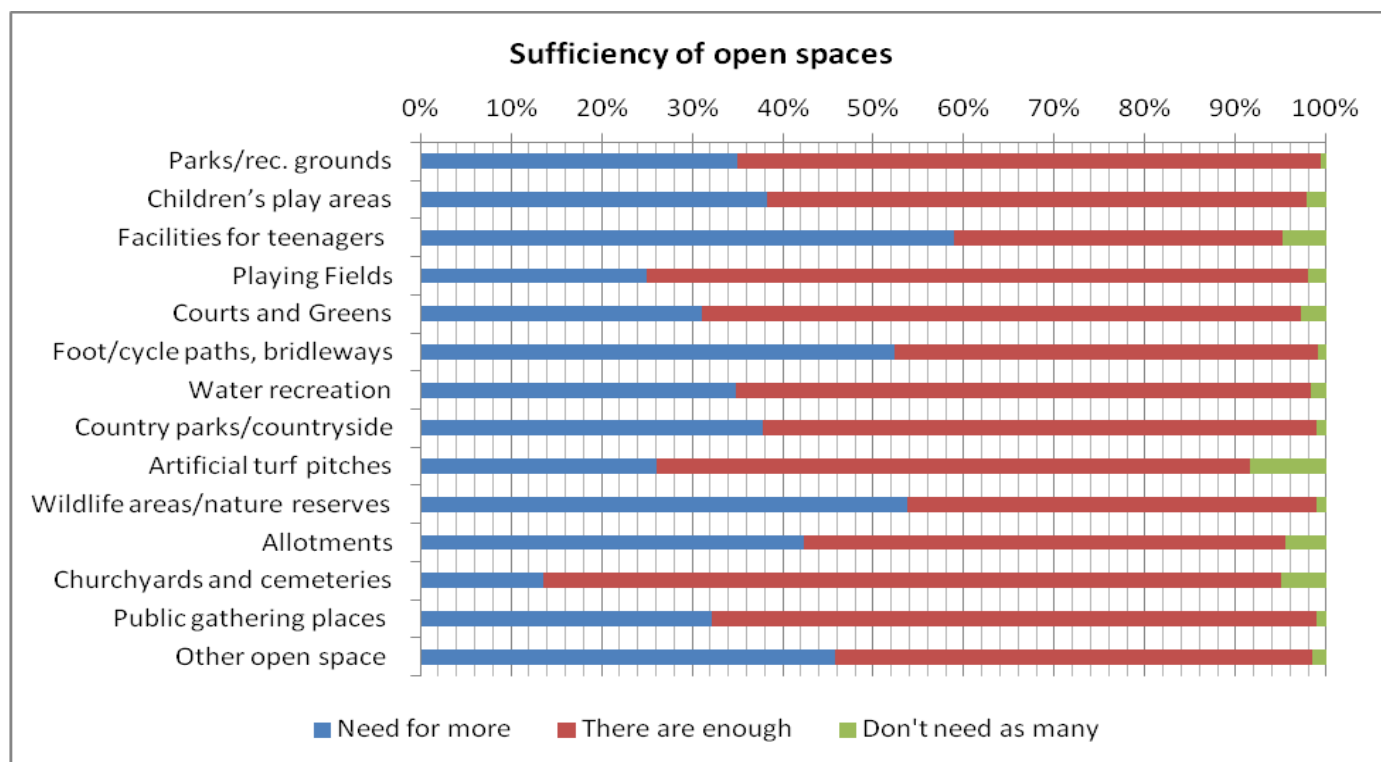 Sufficiency of open spaces
0% 10% 20% 30% 40% 50% 60% 70% 80% 90% 100%
Parks/rec. grounds
Children’s play areas
Facilities for teenagers
Playing Fields
Courts and Greens
Foot/cycle paths, bridleways
Water recreation
Country parks/countryside
Artificial turf pitches
Wildlife areas/nature reserves
Allotments
Churchyards and cemeteries
Public gathering places
Other open space
Need for more There are enough Don't need as many